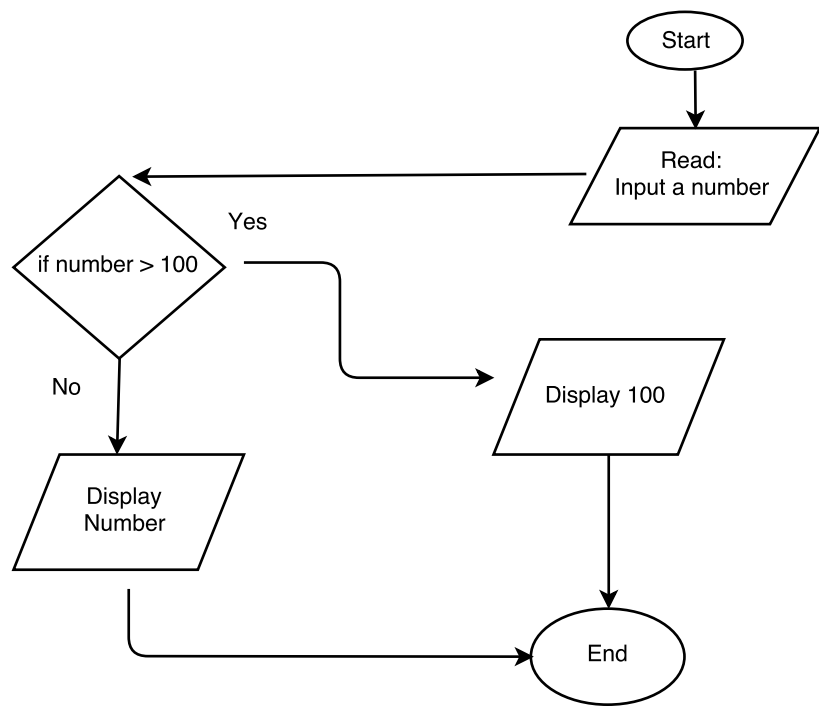 Start
Read:
Input a number
Yes
if number > 100
No
Display 100
Display
Number
End